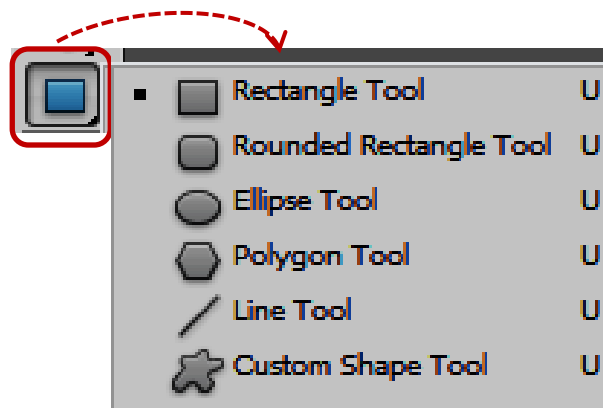 Rectangle Tool U
Rounded Rectangle Tool U
Ellipse Tool U
Polygon Tool U
Line Tool U
Custom Shape Tool U